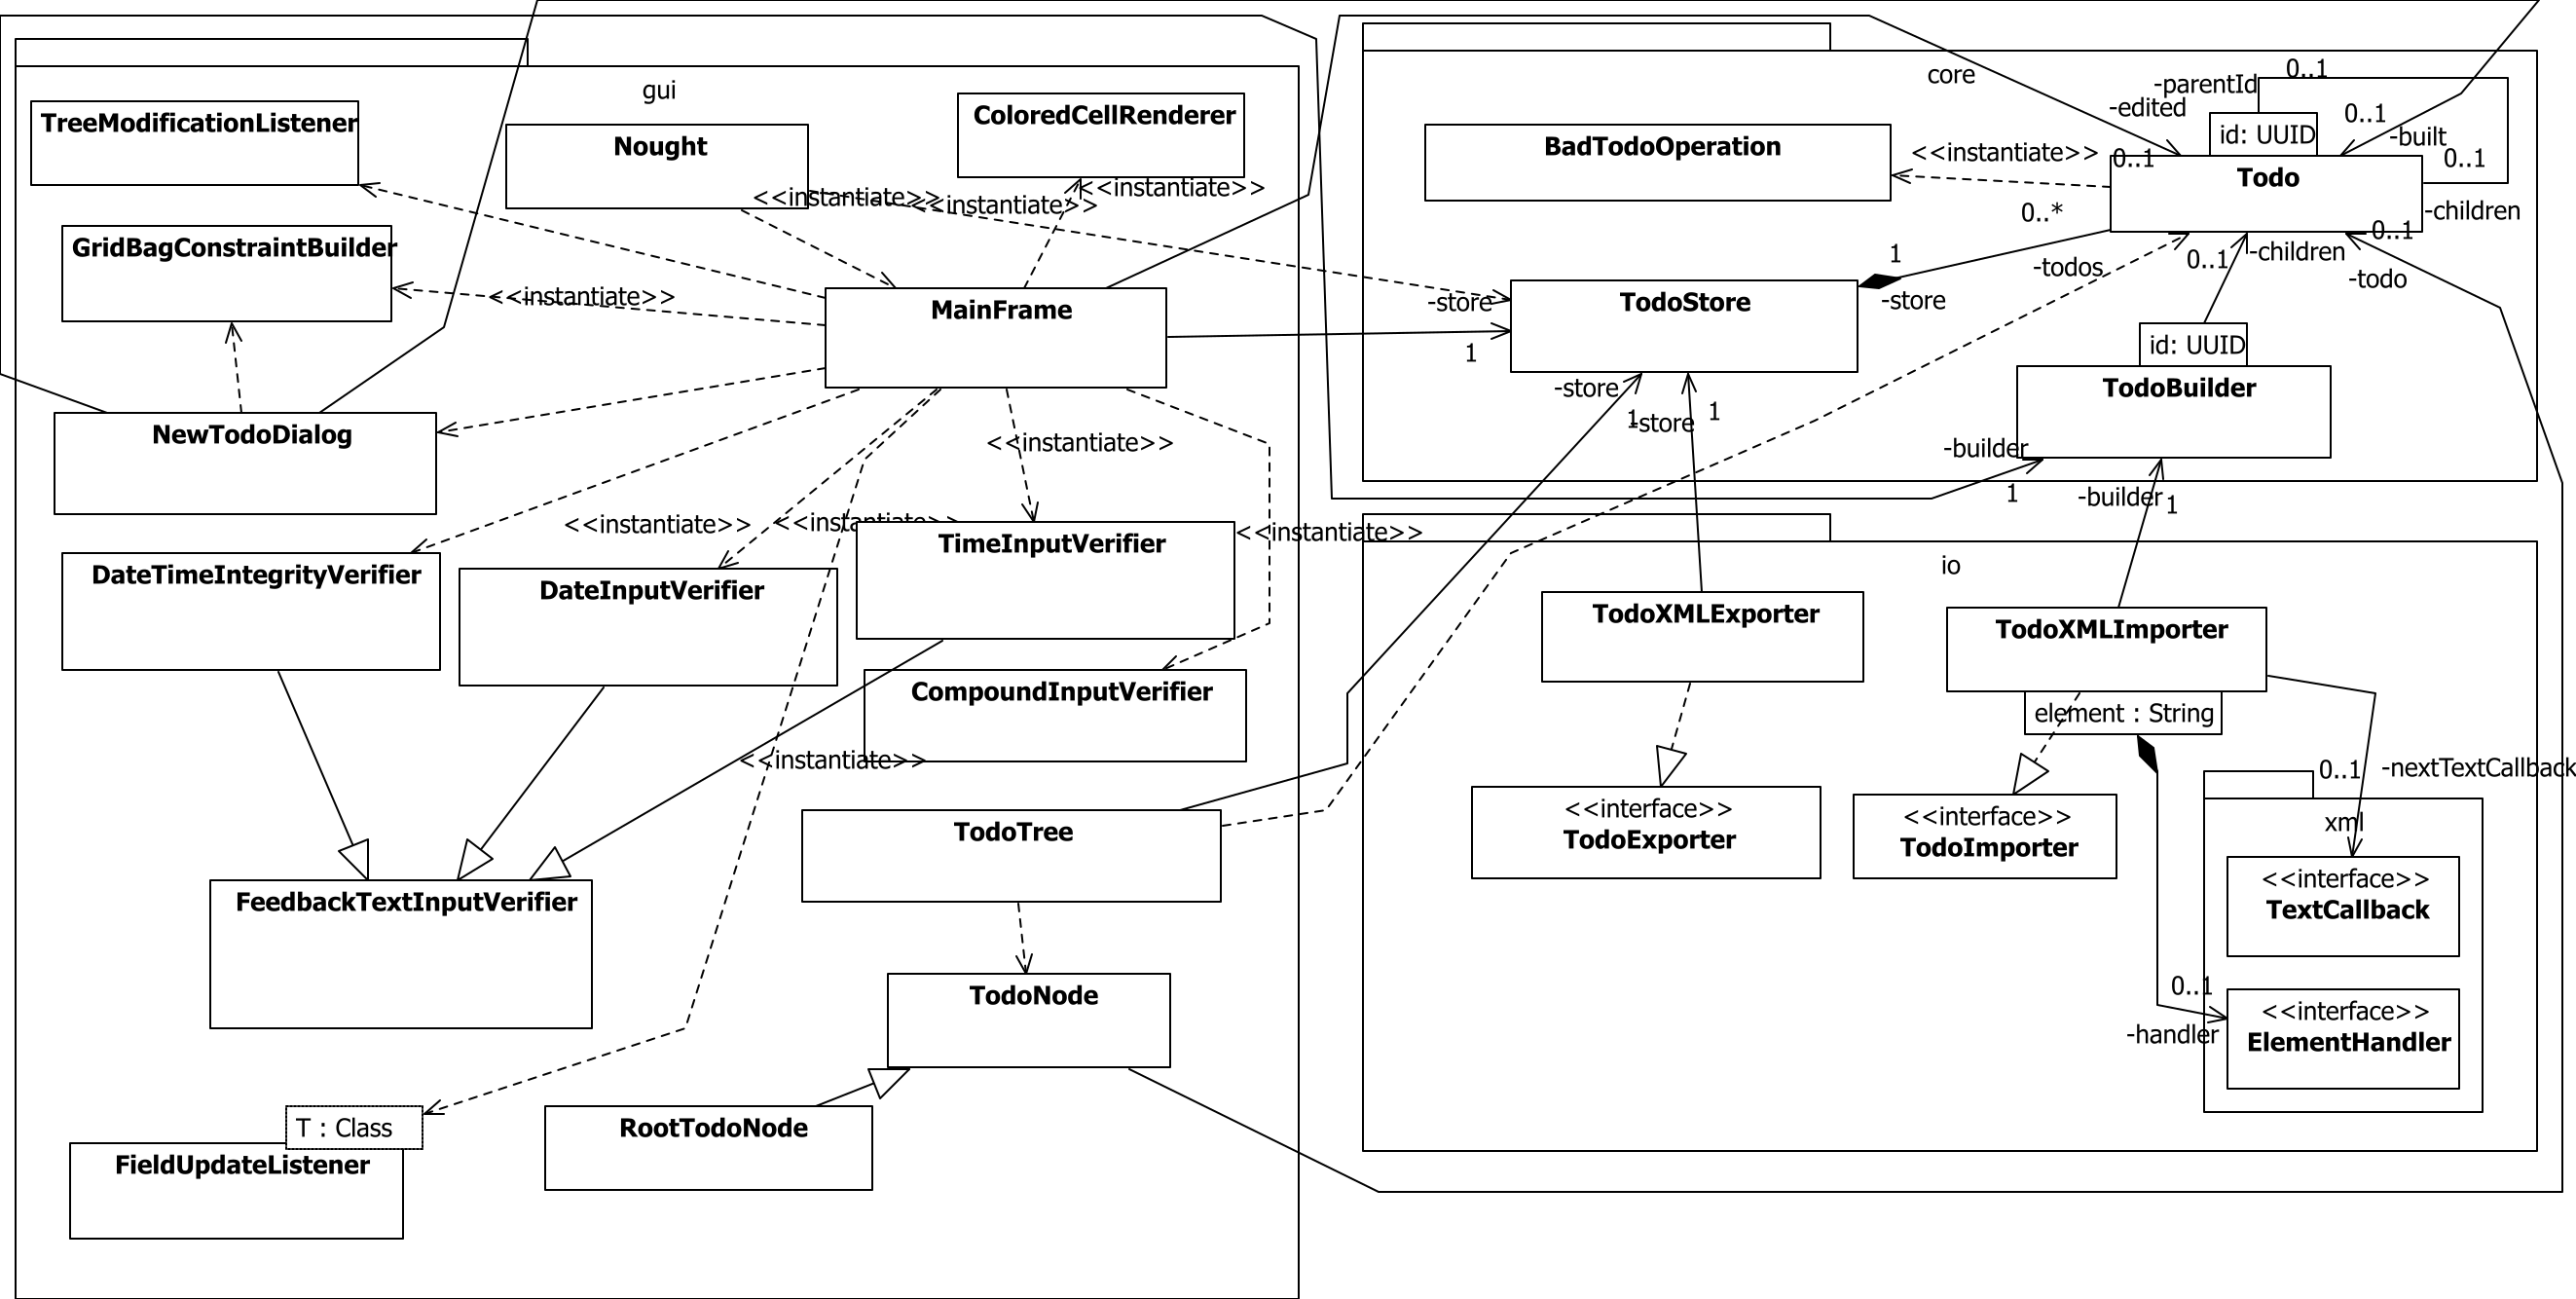 gui
TreeModificationListener
Nought
ColoredCellRenderer
<<instantiate>>
<<instantiate>>
<<instantiate>>
GridBagConstraintBuilder
<<instantiate>>
MainFrame
NewTodoDialog
<<instantiate>>
<<instantiate>>
<<instantiate>>
<<instantiate>>
TimeInputVerifier
DateTimeIntegrityVerifier
DateInputVerifier
CompoundInputVerifier
<<instantiate>>
TodoTree
FeedbackTextInputVerifier
TodoNode
RootTodoNode
T : Class
FieldUpdateListener
core
0..1
-parentId
-edited
0..1
id: UUID
-built
BadTodoOperation
<<instantiate>>
0..1
0..1
Todo
0..*
-children
0..1
1
-todos
0..1
-children
-todo
-store
TodoStore
-store
1
id: UUID
TodoBuilder
-store
1
1
-store
-builder
1
-builder
1
io
TodoXMLExporter
TodoXMLImporter
element : String
0..1
-nextTextCallback
<<interface>>
TodoExporter
<<interface>>
TodoImporter
xml
<<interface>>
TextCallback
0..1
-handler
<<interface>>
ElementHandler